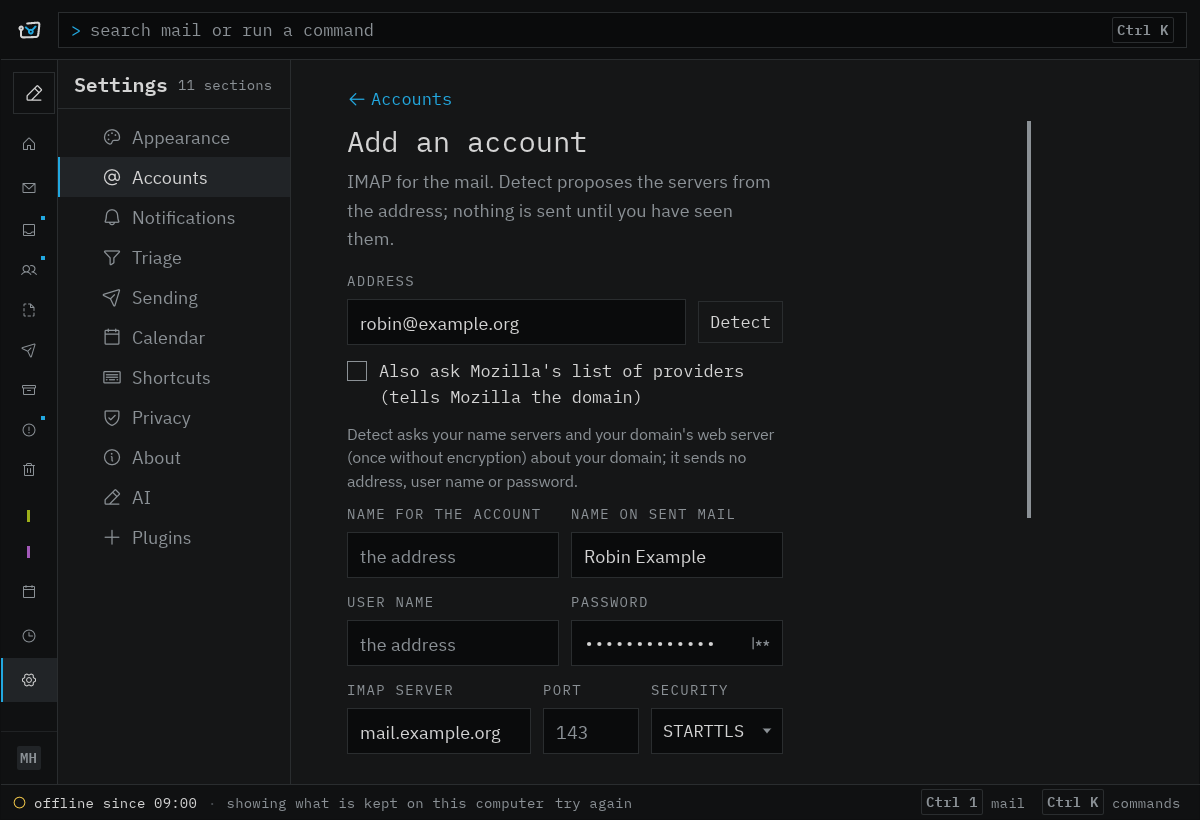 > search mail or run a command Ctrl K
Settings 11 sections
Appearance
Accounts
Notifications
Triage
Sending
Calendar
Shortcuts
Privacy
About
AI
Plugins
MH
← Accounts
Add an account
IMAP for the mail. Detect proposes the servers from
the address; nothing is sent until you have seen
them.
ADDRESS
robin@example.org Detect
Also ask Mozilla's list of providers
(tells Mozilla the domain)
Detect asks your name servers and your domain's web server
(once without encryption) about your domain; it sends no
address, user name or password.
NAME FOR THE ACCOUNT NAME ON SENT MAIL
the address Robin Example
USER NAME PASSWORD
the address ••••••••••••• |**
IMAP SERVER PORT SECURITY
mail.example.org 143 STARTTLS
offline since 09:00 · showing what is kept on this computer try again Ctrl 1 mail Ctrl K commands